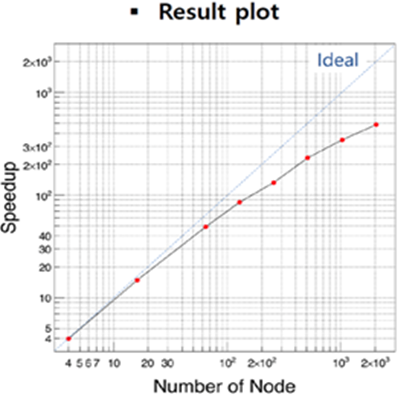 ▪ Result plot
Ideal
Speedup
2×10³
10³
3×10²
2×10²
10²
40
30
20
10
5
4
4 5 6 7 10 20 30 10² 2×10² 10³ 2×10³
Number of Node